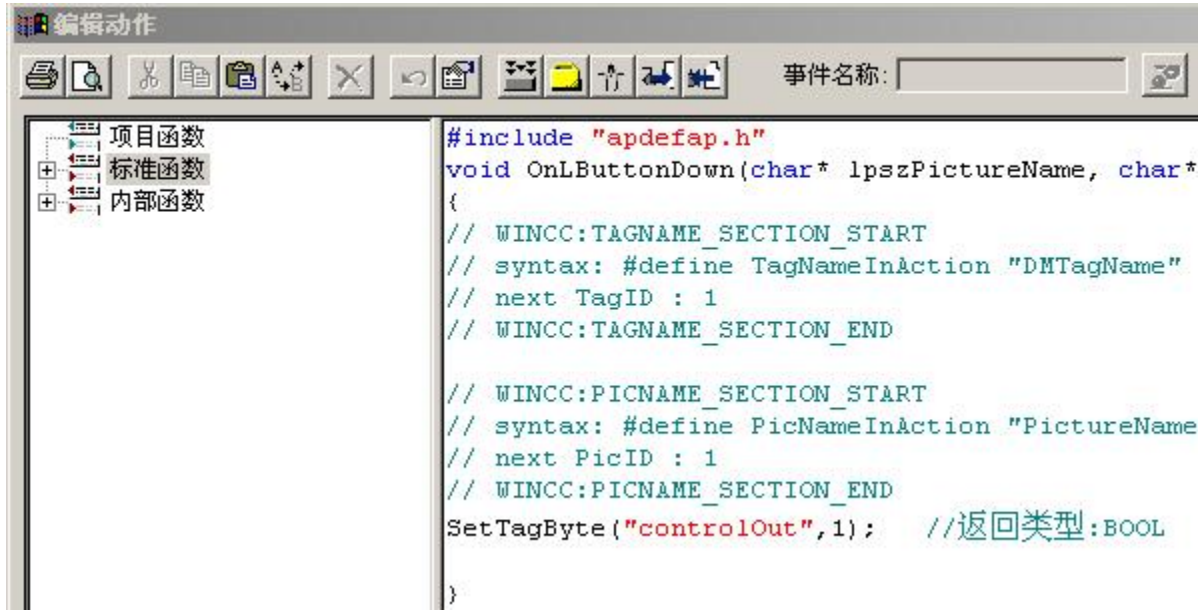 编辑动作
事件名称:
项目函数
标准函数
内部函数
#include "apdefap.h"
void OnLButtonDown(char* lpszPictureName, char*
{
// WINCC:TAGNAME_SECTION_START
// syntax: #define TagNameInAction "DMTagName"
// next TagID : 1
// WINCC:TAGNAME_SECTION_END
// WINCC:PICNAME_SECTION_START
// syntax: #define PicNameInAction "PictureName
// next PicID : 1
// WINCC:PICNAME_SECTION_END
SetTagByte("controlOut",1); //返回类型:BOOL
}